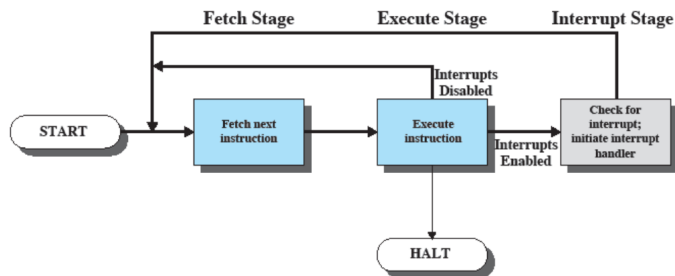 Fetch Stage
Execute Stage
Interrupt Stage
Interrupts
Disabled
START
Fetch next
instruction
Execute
instruction
Interrupts
Enabled
Check for
interrupt;
initiate interrupt
handler
HALT